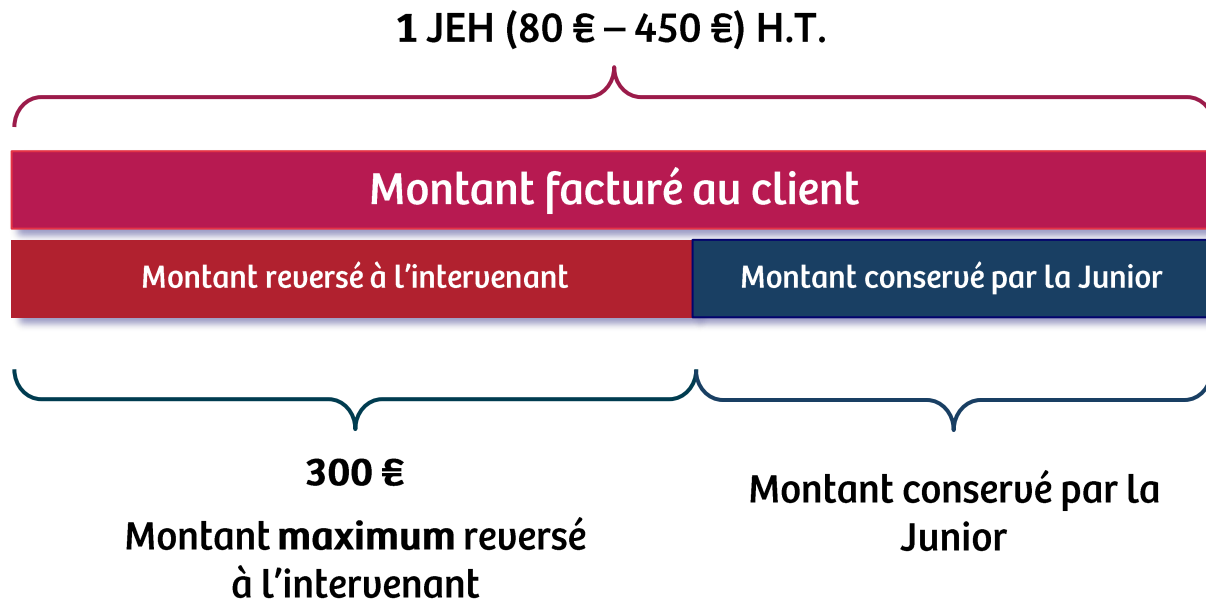 1 JEH (80 € – 450 €) H.T.
Montant facturé au client
Montant reversé à l’intervenant
Montant conservé par la Junior
300 €
Montant maximum reversé
à l’intervenant
Montant conservé par la
Junior